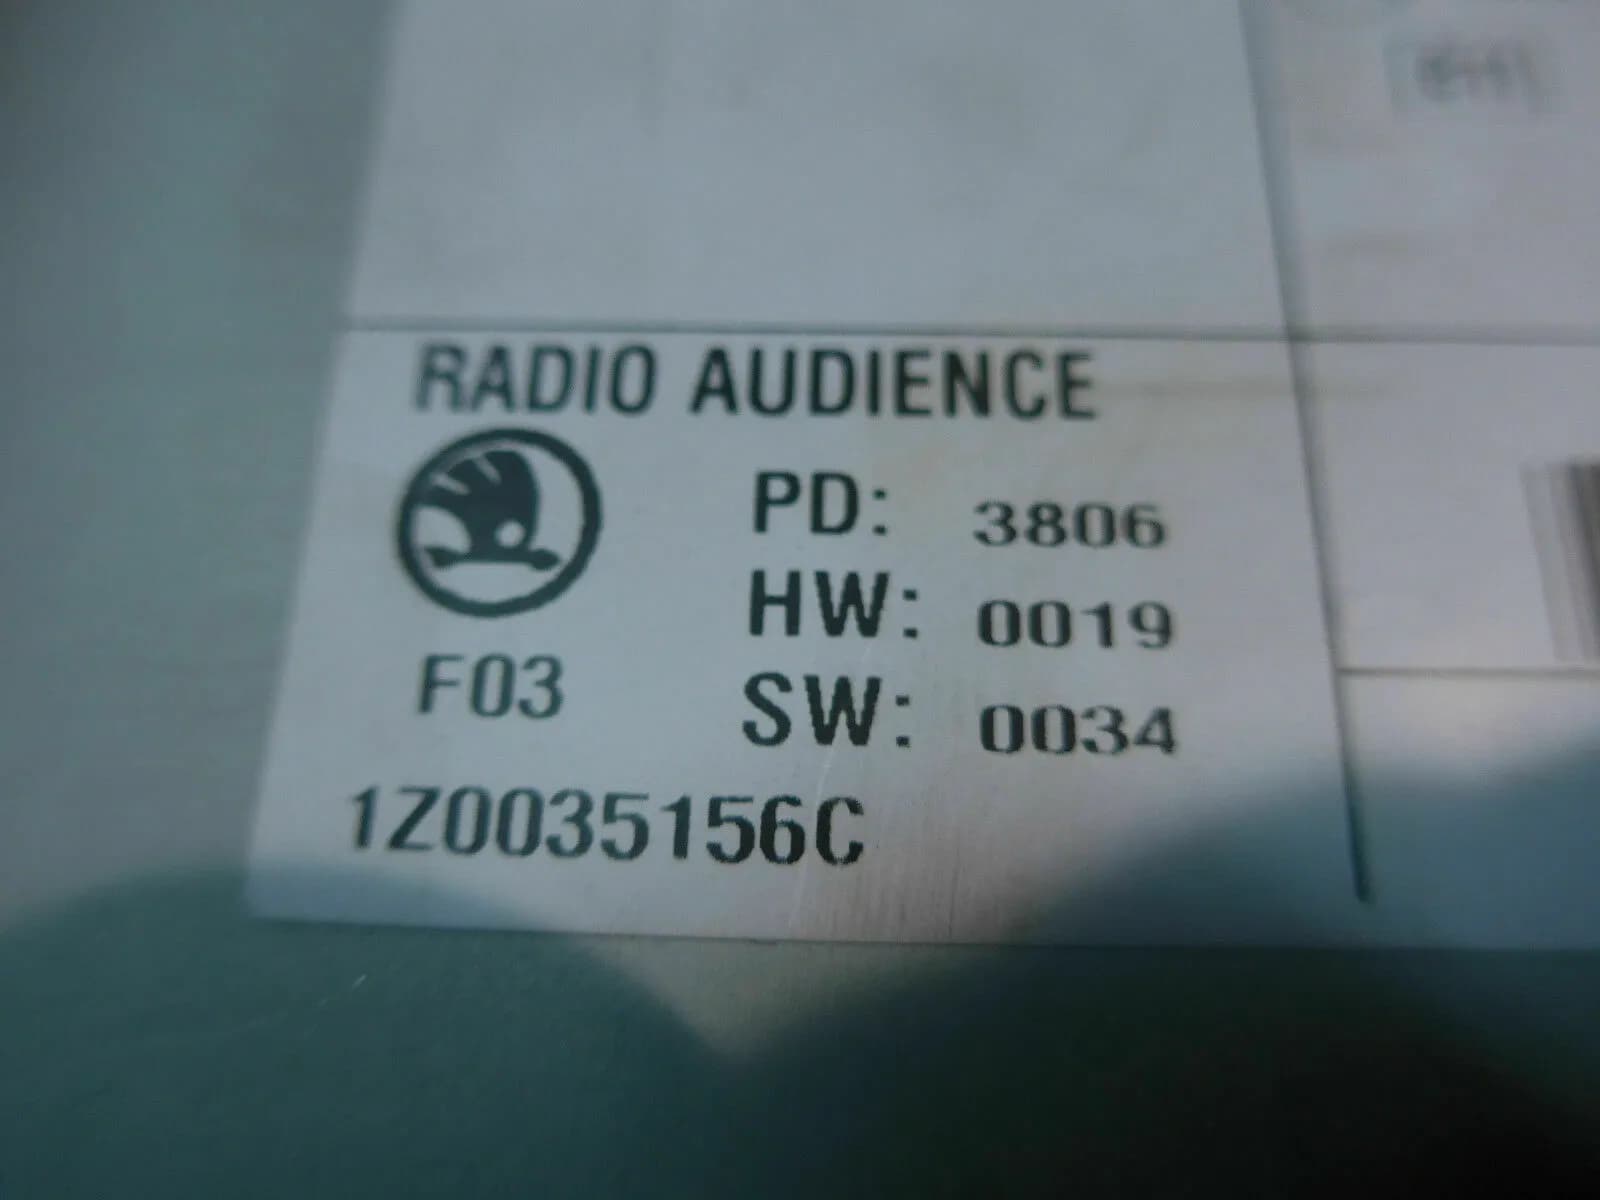 RADIO AUDIENCE
PD: 3806
HW: 0019
F03
SW: 0034
1Z0035156C